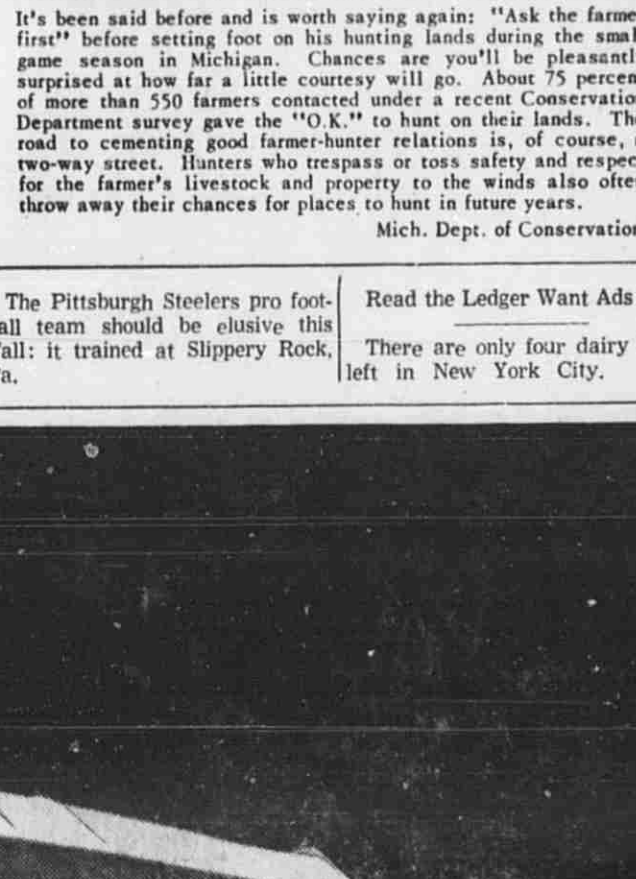 It's been said before and is worth saying again: "Ask the farme
first" before setting foot on his hunting lands during the smal
game season in Michigan. Chances are you'll be pleasantl
surprised at how far a little courtesy will go. About 75 percen
of more than 550 farmers contacted under a recent Conservatio
Department survey gave the "O.K." to hunt on their lands. Th
road to cementing good farmer-hunter relations is, of course,
two-way street. Hunters who trespass or toss safety and respec
for the farmer's livestock and property to the winds also ofte
throw away their chances for places to hunt in future years.
Mich. Dept. of Conservation
The Pittsburgh Steelers pro foot-
all team should be elusive this
all: it trained at Slippery Rock,
a.
Read the Ledger Want Ads
There are only four dairy
left in New York City.